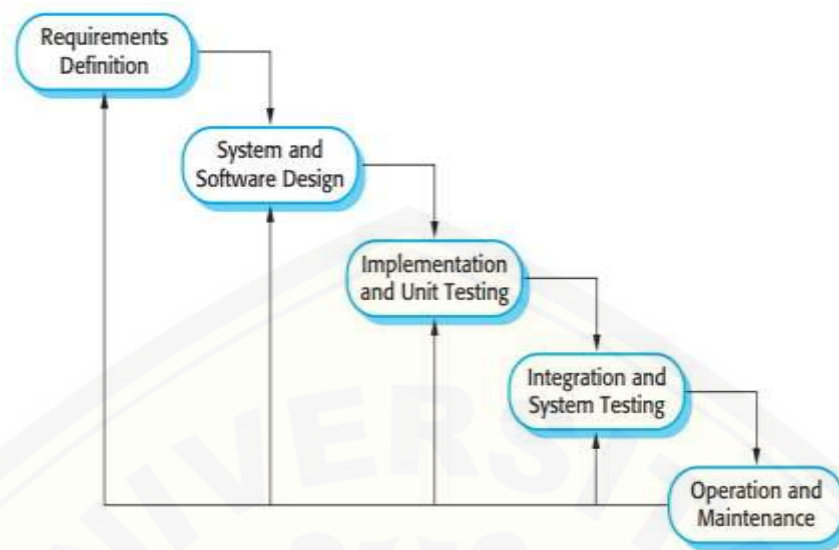 Requirements
Definition
System and
Software Design
Implementation
and Unit Testing
Integration and
System Testing
Operation and
Maintenance